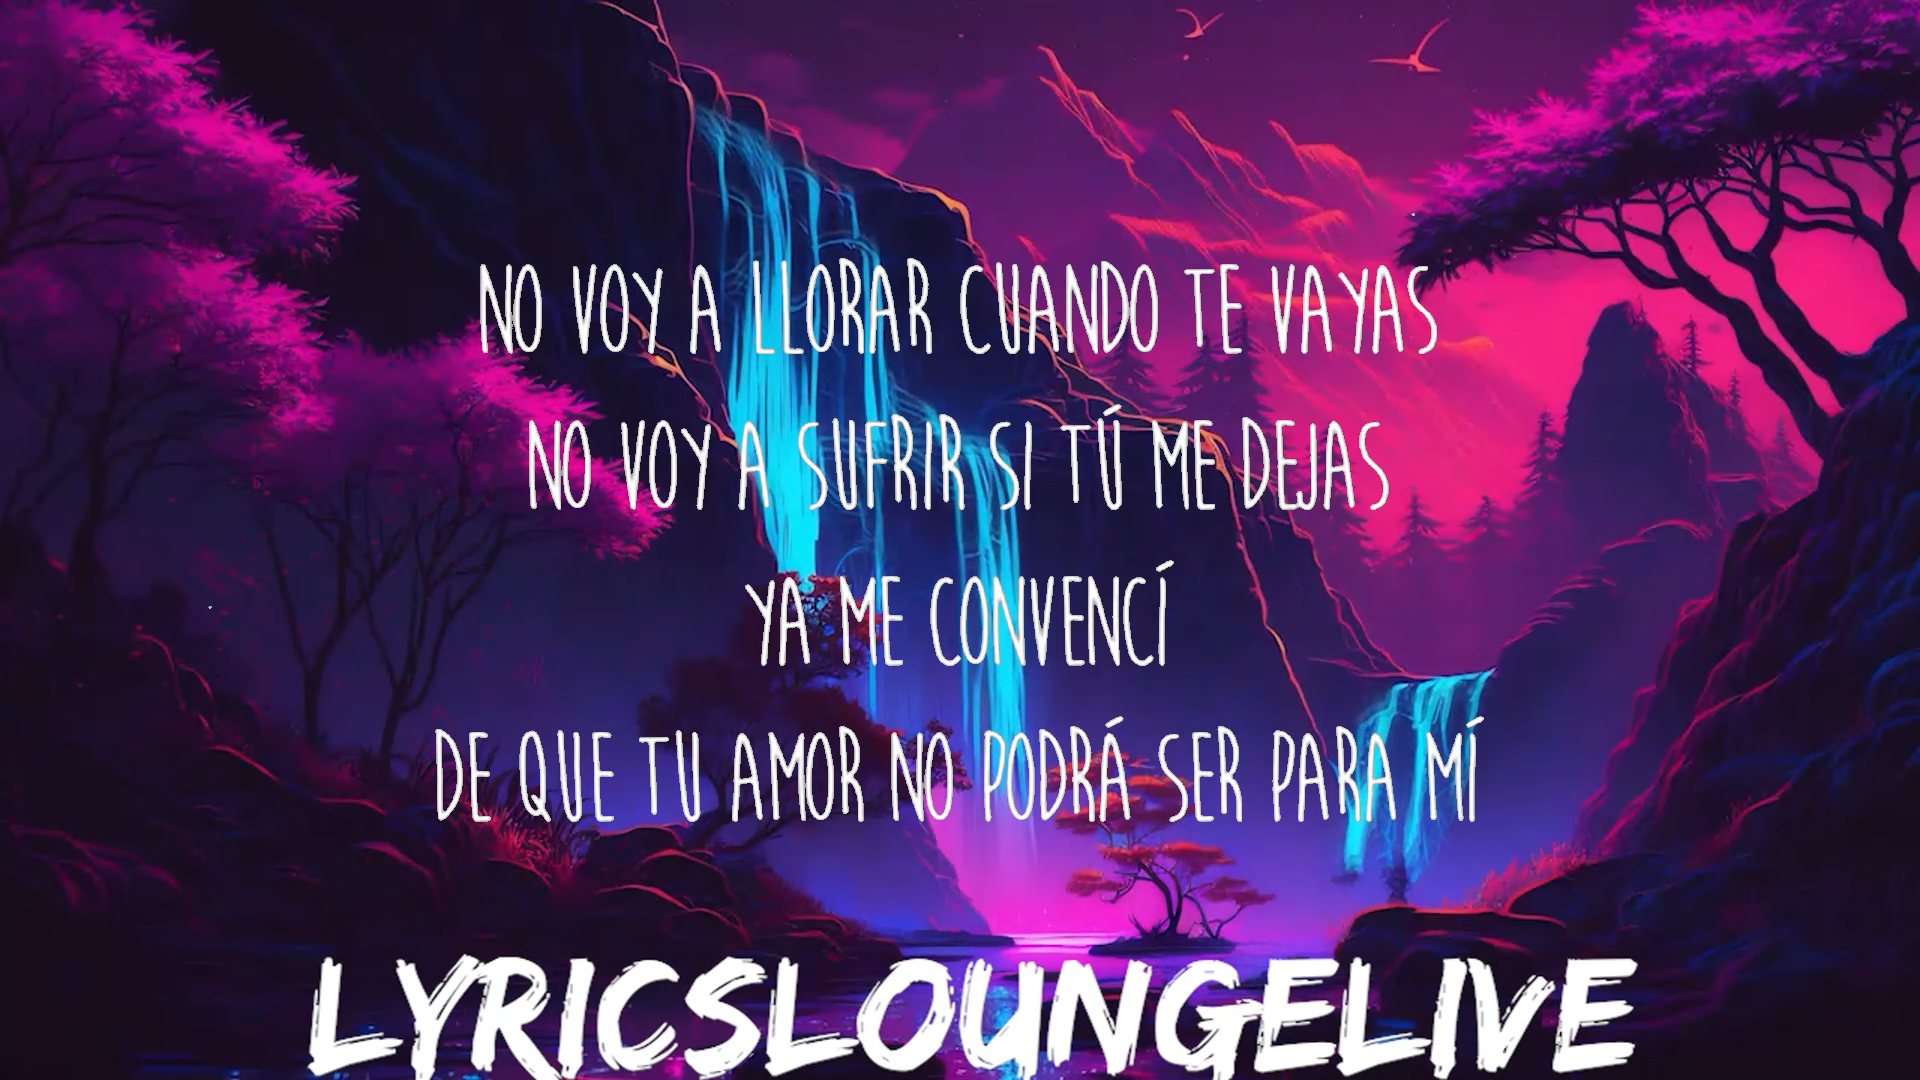 NO VOY A LLORAR CUANDO TE VAYAS
NO VOY A SUFRIR SI TÚ ME DEJAS
YA ME CONVENCÍ
DE QUE TU AMOR NO PODRÁ SER PARA MÍ
LYRICSLOUNGELIVE